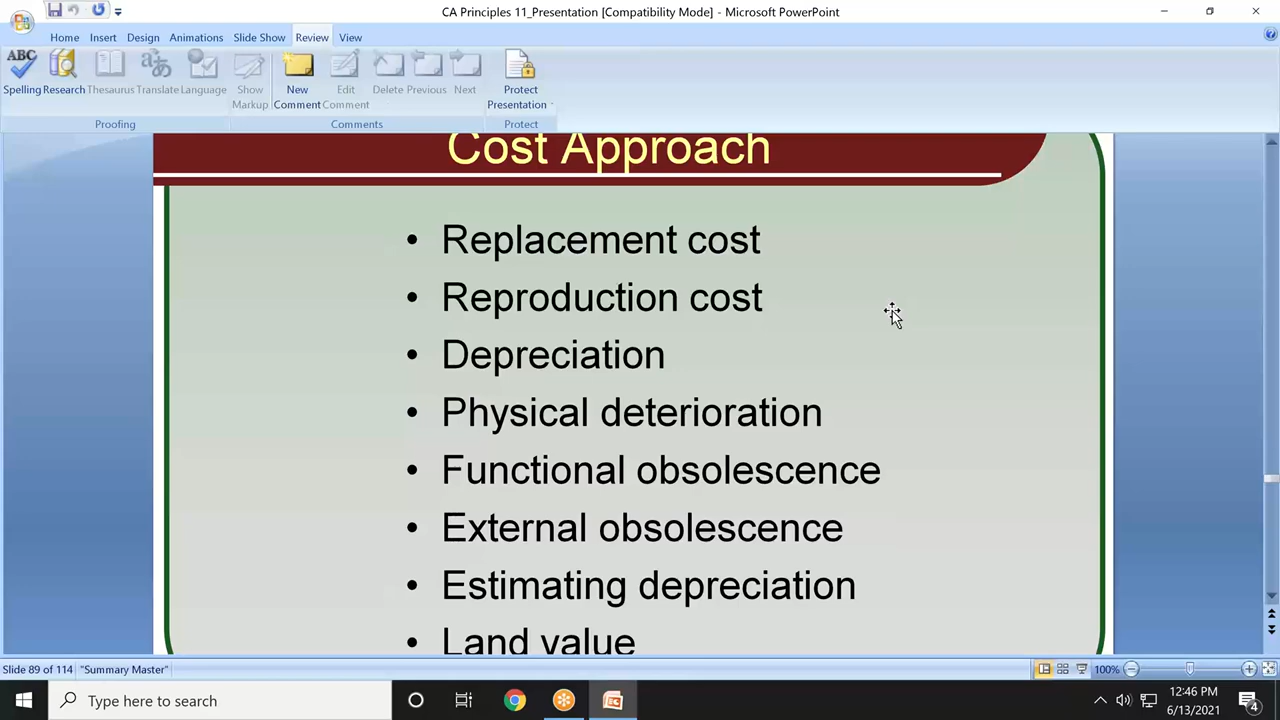 CA Principles 11_Presentation [Compatibility Mode] - Microsoft PowerPoint
Home Insert Design Animations Slide Show Review View
ABC
Spelling Research Thesaurus Translate Language Show Markup New Comment Edit Comment Delete Previous Next Protect Presentation
Proofing Comments Protect
Cost Approach
• Replacement cost
• Reproduction cost
• Depreciation
• Physical deterioration
• Functional obsolescence
• External obsolescence
• Estimating depreciation
• Land value
Slide 89 of 114 "Summary Master" 100%
Type here to search
12:46 PM
6/13/2021
4